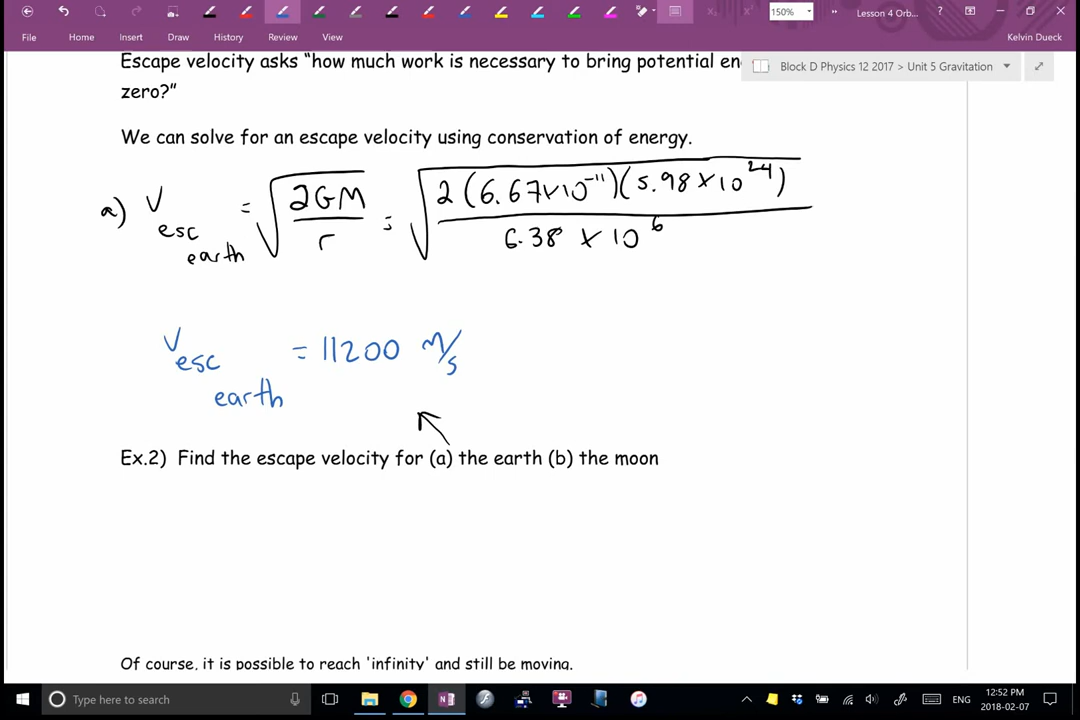 150%
Lesson 4 Orb...
?
File Home Insert Draw History Review View
Kelvin Dueck
Escape velocity asks “how much work is necessary to bring potential en
Block D Physics 12 2017 > Unit 5 Gravitation
zero?”
We can solve for an escape velocity using conservation of energy.
a) V esc earth = √(2GM / r) = √(2(6.67×10⁻¹¹)(5.98×10²⁴) / 6.38 × 10⁶)
V esc earth = 11200 m/s
Ex.2) Find the escape velocity for (a) the earth (b) the moon
Of course, it is possible to reach 'infinity' and still be moving.
Type here to search
ENG
12:52 PM
2018-02-07